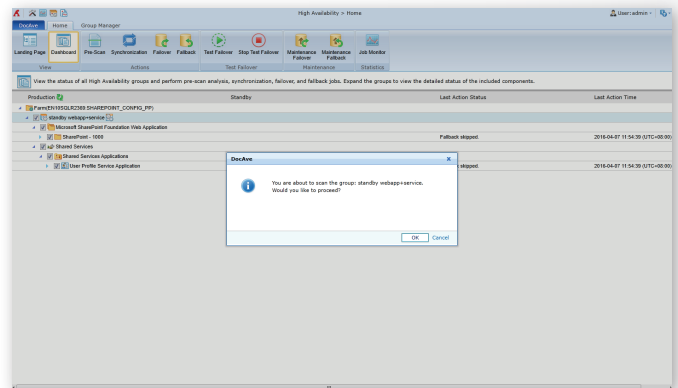 High Availability > Home
User: admin
DocAve
Home
Group Manager
Landing Page
Dashboard
Pre-Scan
Synchronization
Failover
Fallback
Test Failover
Stop Test Failover
Maintenance Failover
Maintenance Fallback
Job Monitor
View
Actions
Test Failover
Maintenance
Statistics
View the status of all High Availability groups and perform pre-scan analysis, synchronization, failover, and fallback jobs. Expand the groups to view the detailed status of the included components.
Production
Standby
Last Action Status
Last Action Time
Farm(EN10SQLR2369:SHAREPOINT_CONFIG_PP)
standby webapp+service
Microsoft SharePoint Foundation Web Application
SharePoint - 1000
Fallback skipped.
2016-04-07 11:54:39 (UTC+08:00)
Shared Services
Shared Services Applications
User Profile Service Application
skipped.
2016-04-07 11:54:39 (UTC+08:00)
DocAve
x
You are about to scan the group: standby webapp+service.
Would you like to proceed?
OK
Cancel